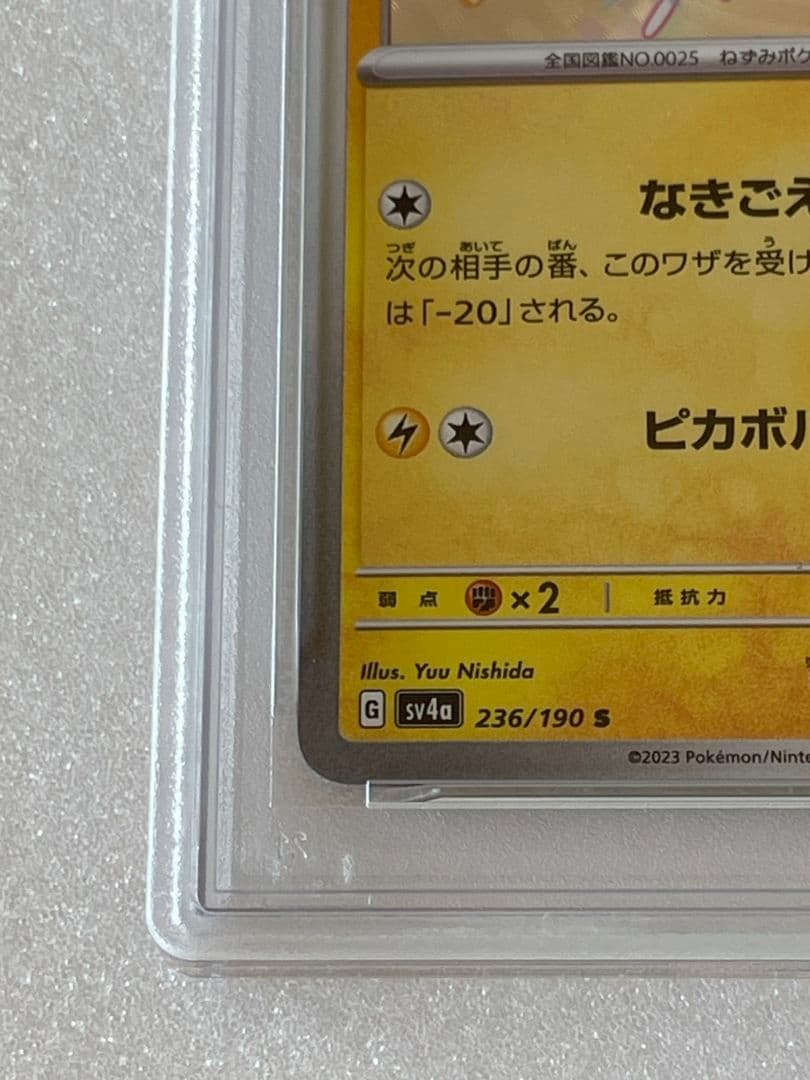 全国図鑑NO.0025 ねずみポケ
なきごえ
次の相手の番、このワザを受け
は「-20」される。
ピカボル
弱点 ×2 抵抗力
Illus. Yuu Nishida
G sv4a 236/190 S
©2023 Pokémon/Ninte